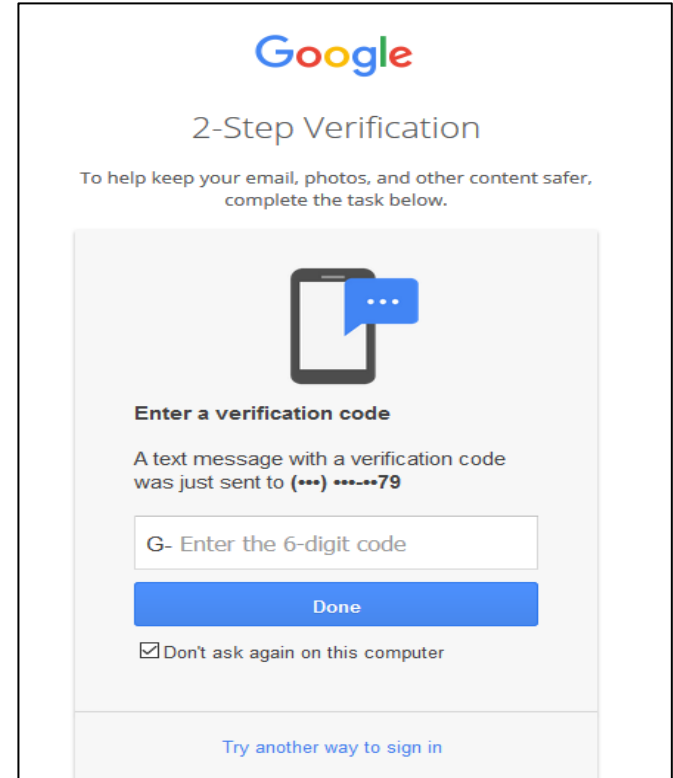 Google
2-Step Verification
To help keep your email, photos, and other content safer,
complete the task below.
Enter a verification code
A text message with a verification code
was just sent to (•••) •••-••79
G- Enter the 6-digit code
Done
Don't ask again on this computer
Try another way to sign in